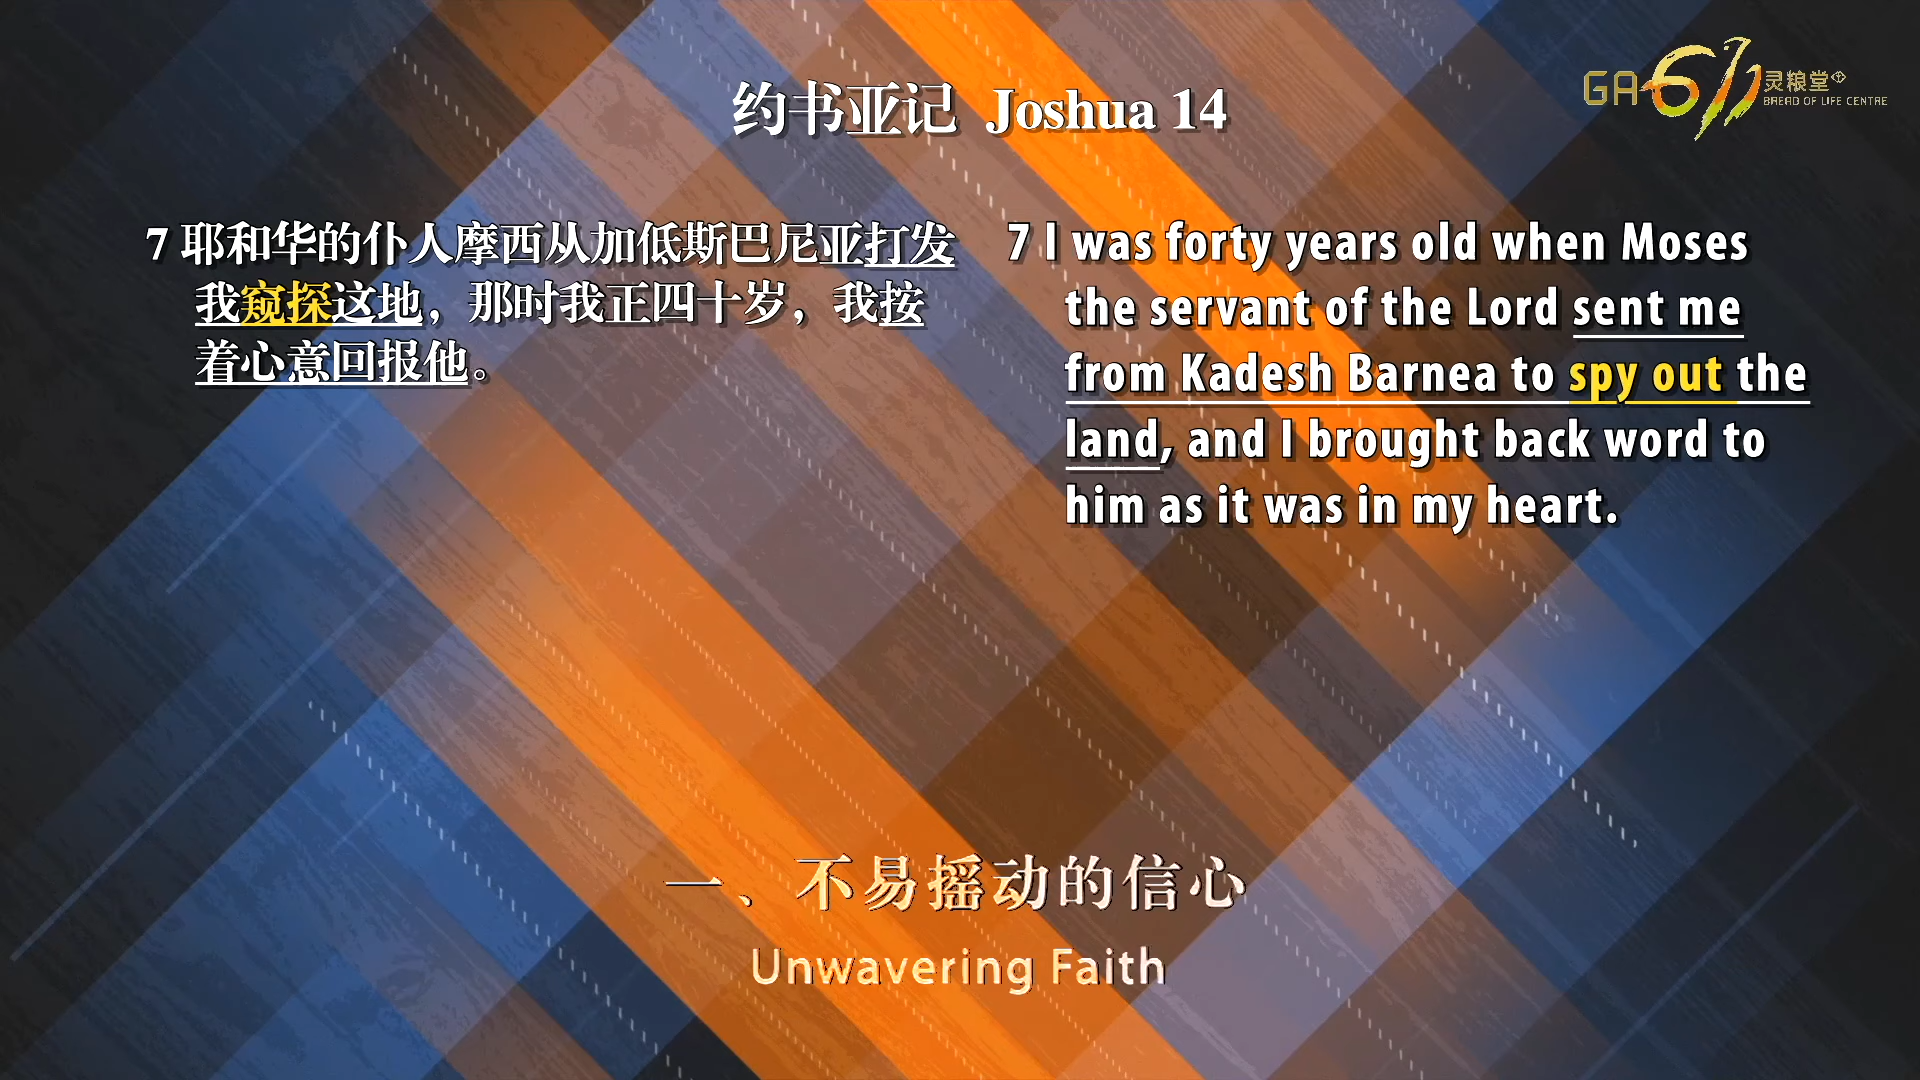 约书亚记 Joshua 14
GA 611 灵粮堂
BREAD OF LIFE CENTRE
7 耶和华的仆人摩西从加低斯巴尼亚打发
我窥探这地，那时我正四十岁，我按
着心意回报他。
7 I was forty years old when Moses
the servant of the Lord sent me
from Kadesh Barnea to spy out the
land, and I brought back word to
him as it was in my heart.
一、不易摇动的信心
Unwavering Faith